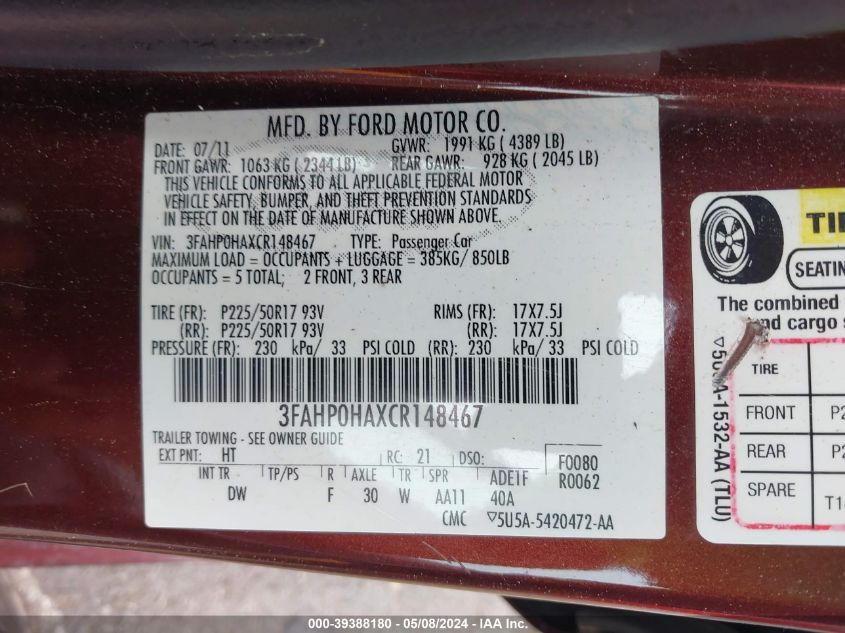 MFD. BY FORD MOTOR CO.
DATE: 07/11 GVWR: 1991 KG ( 4389 LB)
FRONT GAWR: 1063 KG ( 2344 LB) REAR GAWR: 928 KG ( 2045 LB)
THIS VEHICLE CONFORMS TO ALL APPLICABLE FEDERAL MOTOR
VEHICLE SAFETY, BUMPER, AND THEFT PREVENTION STANDARDS
IN EFFECT ON THE DATE OF MANUFACTURE SHOWN ABOVE.
VIN: 3FAHP0HAXCR148467 TYPE: Passenger Car
MAXIMUM LOAD = OCCUPANTS + LUGGAGE = 385KG/ 850LB
OCCUPANTS = 5 TOTAL; 2 FRONT, 3 REAR
TIRE (FR): P225/50R17 93V RIMS (FR): 17X7.5J
(RR): P225/50R17 93V (RR): 17X7.5J
PRESSURE (FR): 230 kPa/ 33 PSI COLD (RR): 230 kPa/ 33 PSI COLD
3FAHP0HAXCR148467
TRAILER TOWING - SEE OWNER GUIDE
EXT PNT: HT RC: 21 DSO: F0080
R0062
INT TR TP/PS R AXLE TR SPR ADE1F
DW F 30 W AA11 40A
CMC ▽5U5A-5420472-AA
TI
SEATIN
The combined
and cargo s
TIRE
FRONT P2
REAR P2
SPARE T1
-1532-AA (TLU)
000-39388180 - 05/08/2024 - IAA Inc.